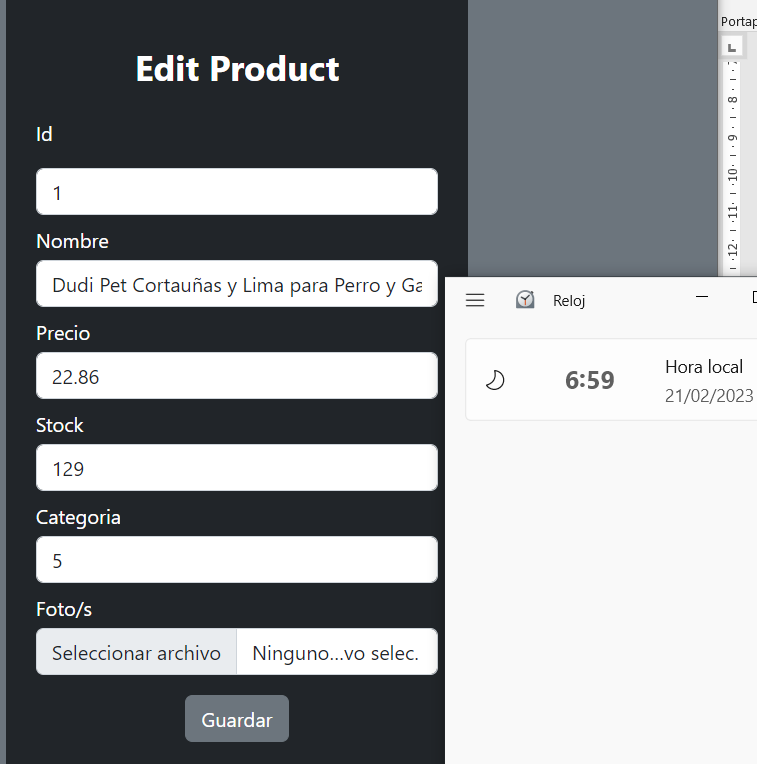 Edit Product
Id
1
Nombre
Dudi Pet Cortauñas y Lima para Perro y Ga
Precio
22.86
Stock
129
Categoria
5
Foto/s
Seleccionar archivo Ninguno...vo selec.
Guardar
Portap
8
9
10
11
12
Reloj
6:59
Hora local
21/02/2023